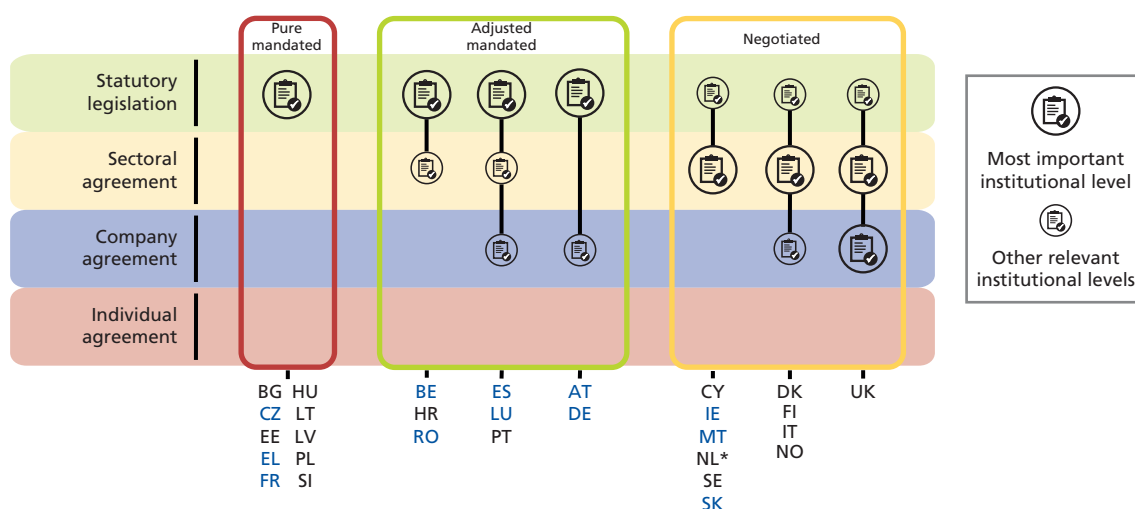 Pure
mandated
Adjusted
mandated
Negotiated
Statutory
legislation
Sectoral
agreement
Company
agreement
Individual
agreement
Most important
institutional level
Other relevant
institutional levels
BG HU
CZ LT
EE LV
EL PL
FR SI
BE
HR
RO
ES
LU
PT
AT
DE
CY
IE
MT
NL*
SE
SK
DK
FI
IT
NO
UK